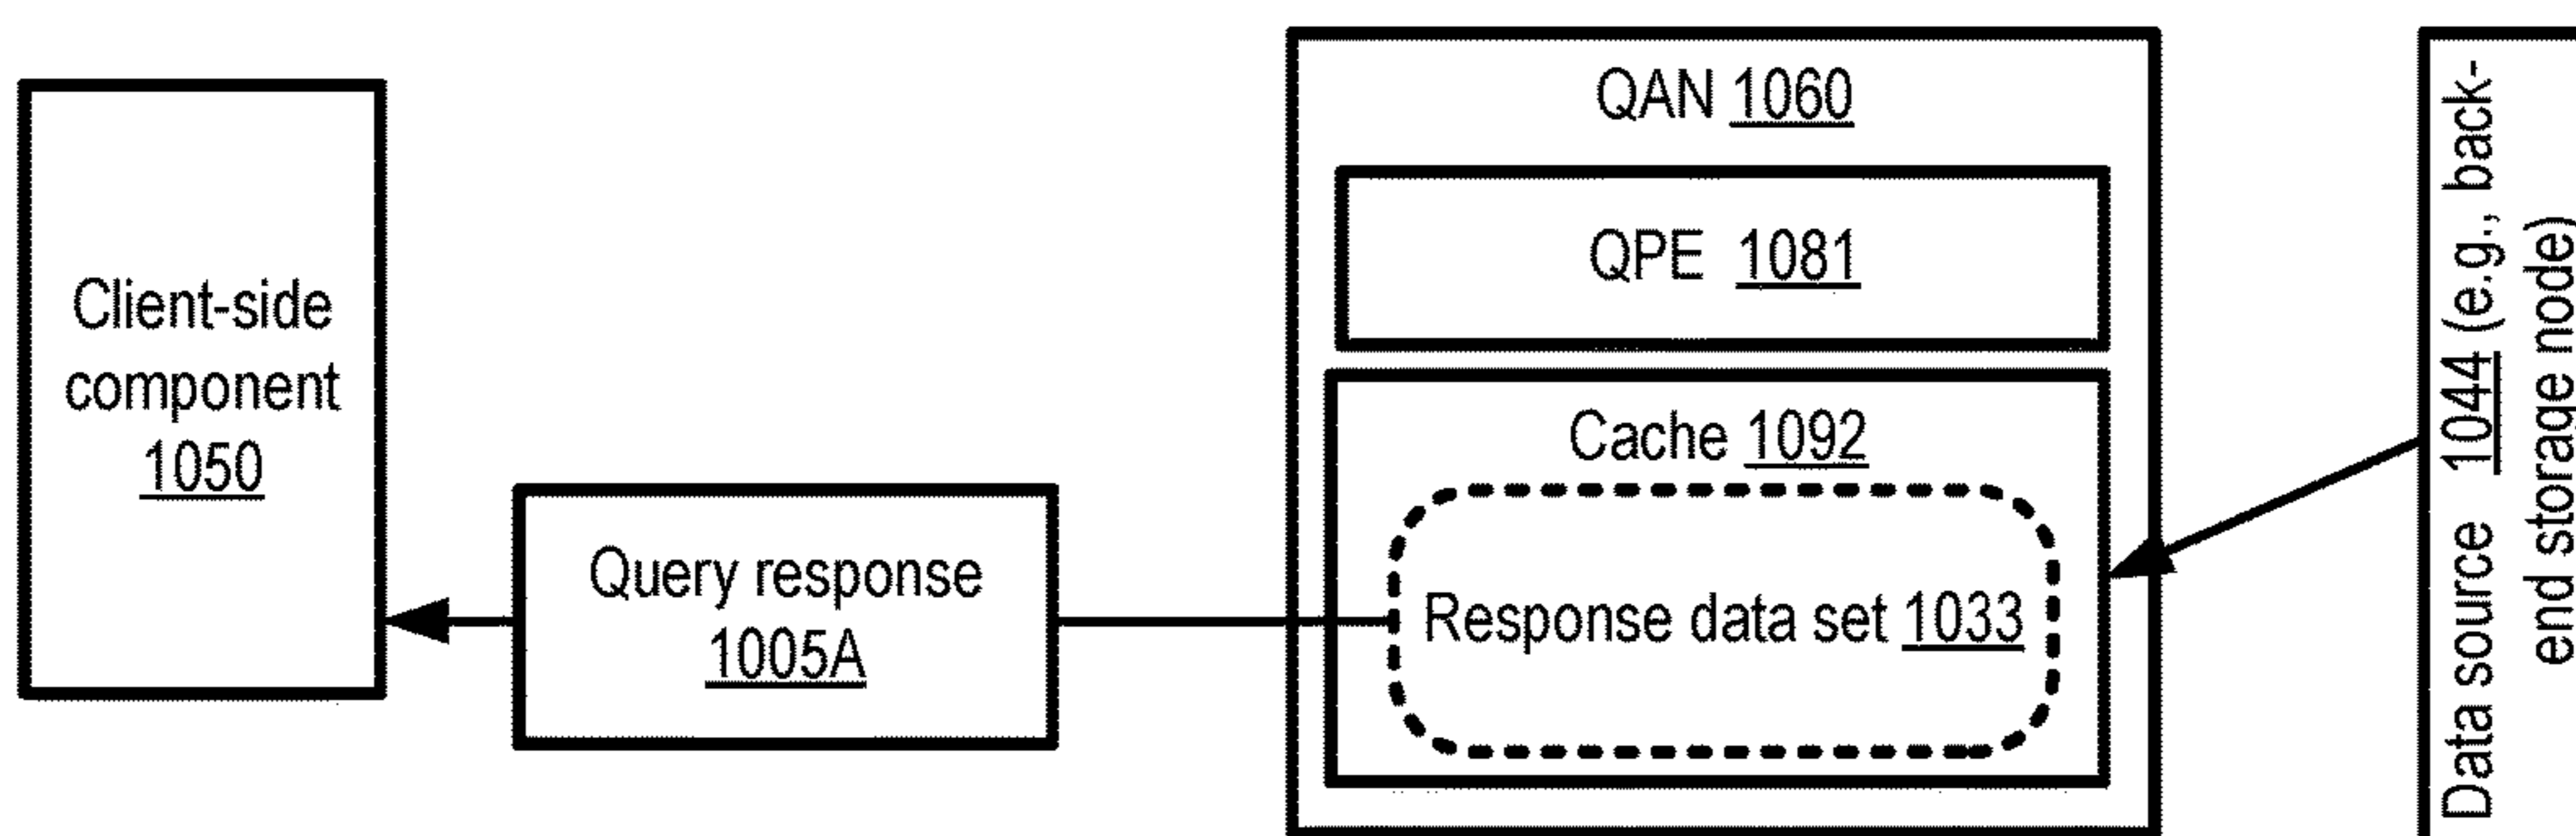 Client-side
component
1050
Query response
1005A
QAN 1060
QPE 1081
Cache 1092
Response data set 1033
Data source 1044 (e.g., back-
end storage node)